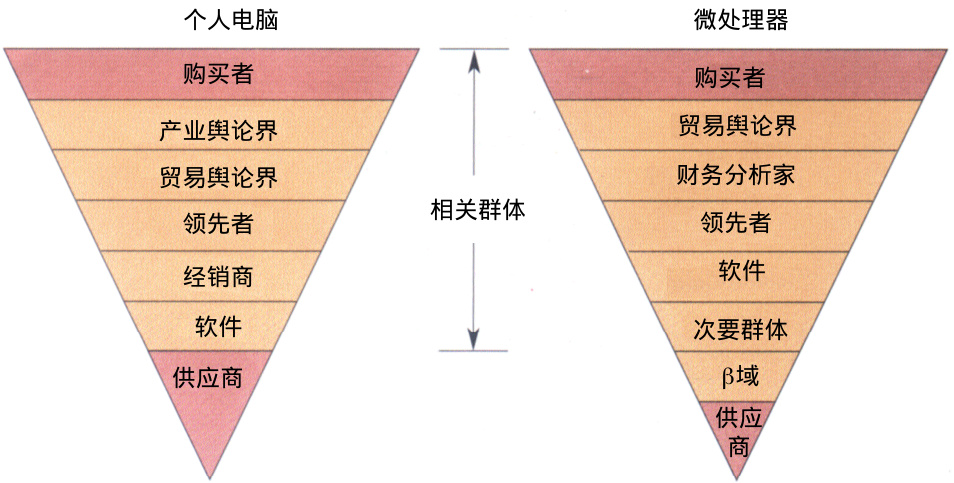 个人电脑
购买者
产业舆论界
贸易舆论界
领先者
经销商
软件
供应商
相关群体
微处理器
购买者
贸易舆论界
财务分析家
领先者
软件
次要群体
β域
供应
商